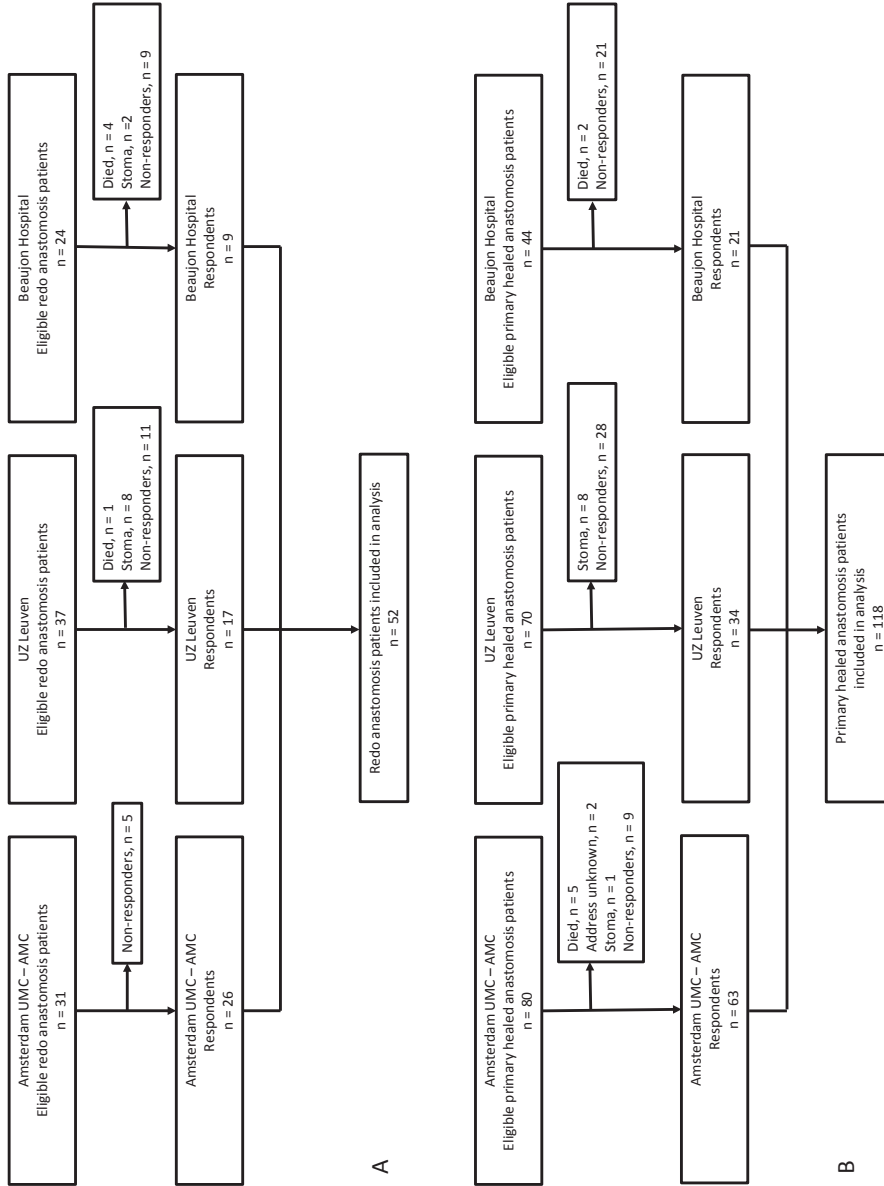 Amsterdam UMC – AMC
Eligible redo anastomosis patients
n = 31
Non-responders, n = 5
Amsterdam UMC – AMC
Respondents
n = 26
UZ Leuven
Eligible redo anastomosis patients
n = 37
Died, n = 1
Stoma, n = 8
Non-responders, n = 11
UZ Leuven
Respondents
n = 17
Beaujon Hospital
Eligible redo anastomosis patients
n = 24
Died, n = 4
Stoma, n =2
Non-responders, n = 9
Beaujon Hospital
Respondents
n = 9
Redo anastomosis patients included in analysis
n = 52
A
Amsterdam UMC – AMC
Eligible primary healed anastomosis patients
n = 80
Died, n = 5
Address unknown, n = 2
Stoma, n = 1
Non-responders, n = 9
Amsterdam UMC – AMC
Respondents
n = 63
UZ Leuven
Eligible primary healed anastomosis patients
n = 70
Stoma, n = 8
Non-responders, n = 28
UZ Leuven
Respondents
n = 34
Beaujon Hospital
Eligible primary healed anastomosis patients
n = 44
Died, n = 2
Non-responders, n = 21
Beaujon Hospital
Respondents
n = 21
Primary healed anastomosis patients
included in analysis
n = 118
B